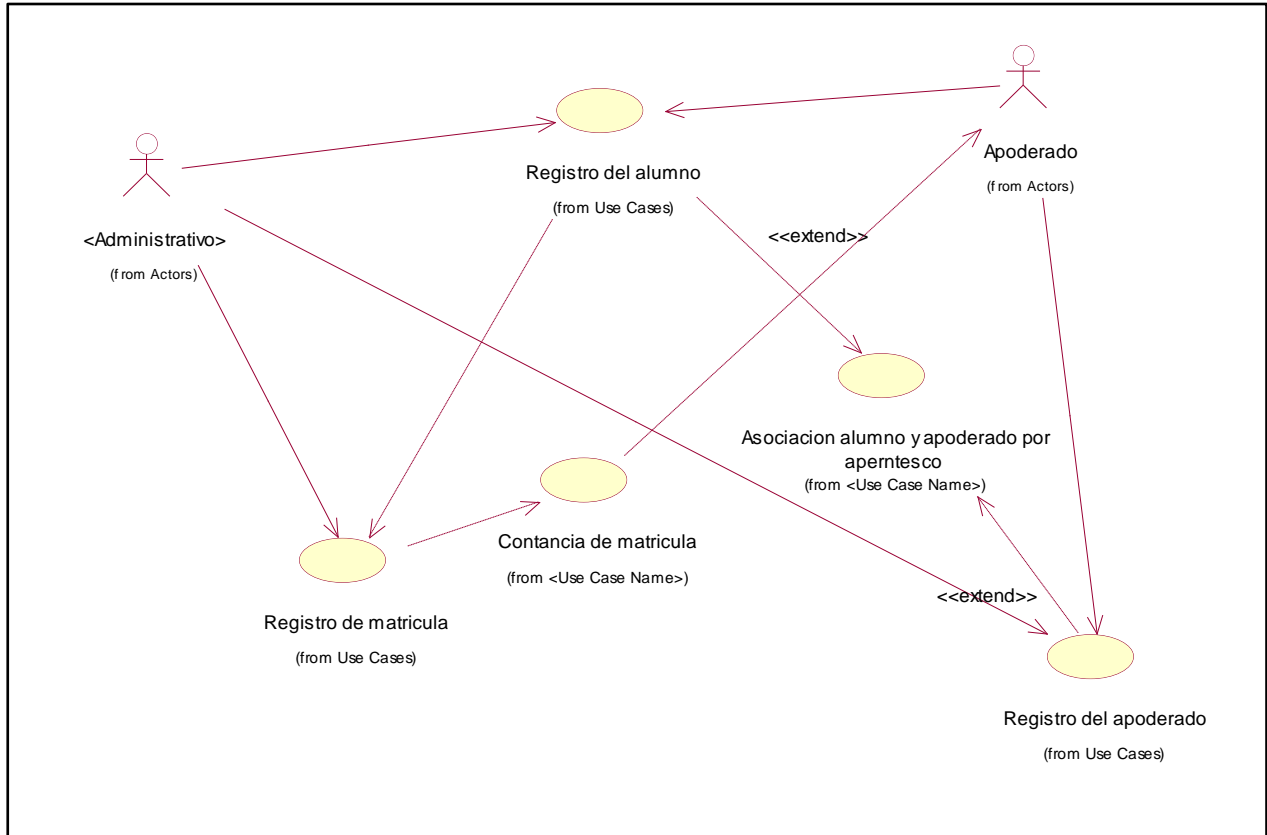 Apoderado
(from Actors)
Registro del alumno
(from Use Cases)
<Administrativo>
(from Actors)
<<extend>>
Asociacion alumno y apoderado por
aperntesco
(from <Use Case Name>)
Contancia de matricula
(from <Use Case Name>)
<<extend>>
Registro de matricula
(from Use Cases)
Registro del apoderado
(from Use Cases)